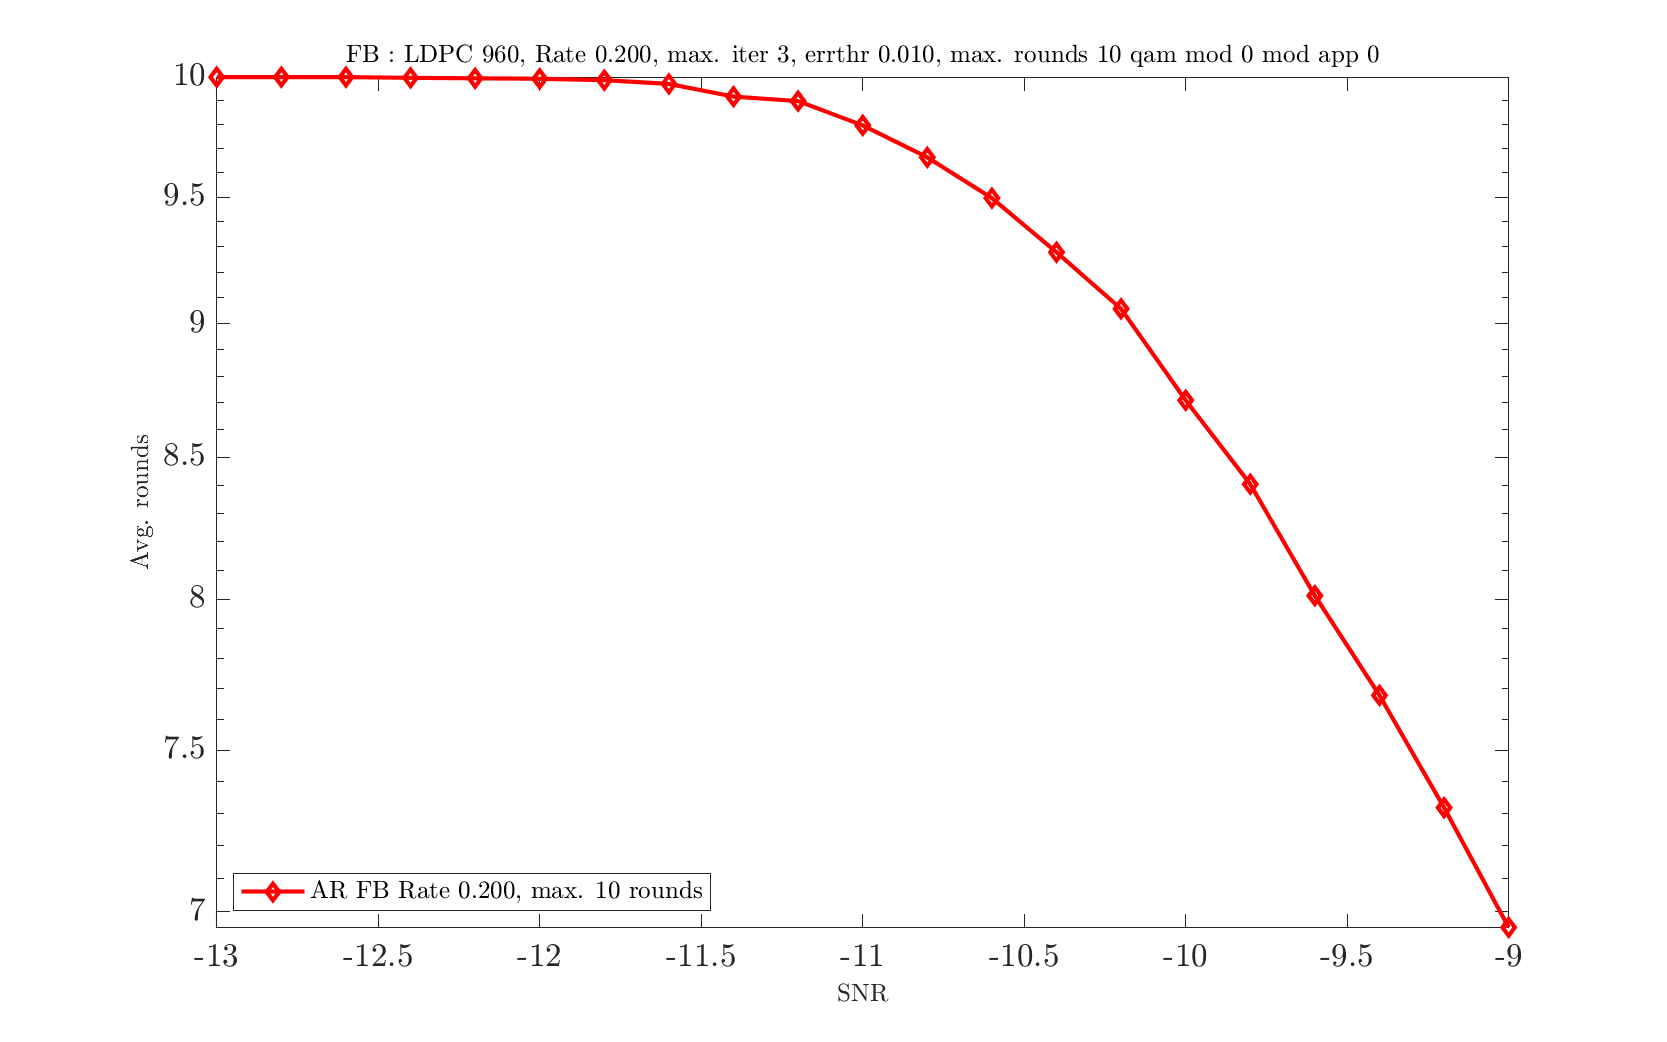 FB : LDPC 960, Rate 0.200, max. iter 3, errthr 0.010, max. rounds 10 qam mod 0 mod app 0
10
9.5
9
8.5
8
7.5
7
Avg. rounds
AR FB Rate 0.200, max. 10 rounds
-13 -12.5 -12 -11.5 -11 -10.5 -10 -9.5 -9
SNR